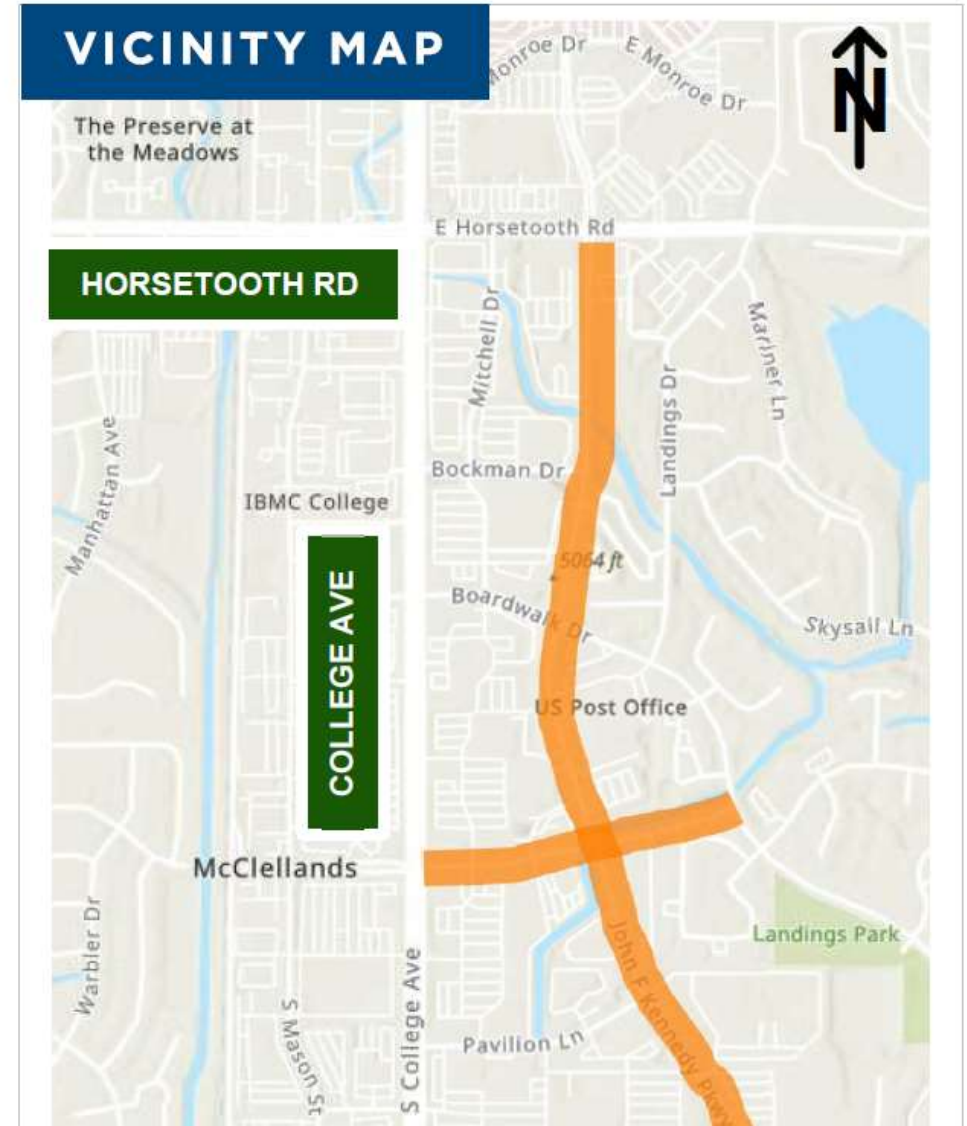 VICINITY MAP
Monroe Dr
E Monroe Dr
N
The Preserve at
the Meadows
E Horsetooth Rd
HORSETOOTH RD
Mitchell Dr
Mariner Ln
Landings Dr
Manhattan Ave
Bockman Dr
IBMC College
5064 ft
COLLEGE AVE
Boardwalk Dr
Skysail Ln
US Post Office
McClellands
Warbler Dr
Landings Park
John F Kennedy Pkwy
S College Ave
S Mason St
Pavilion Ln